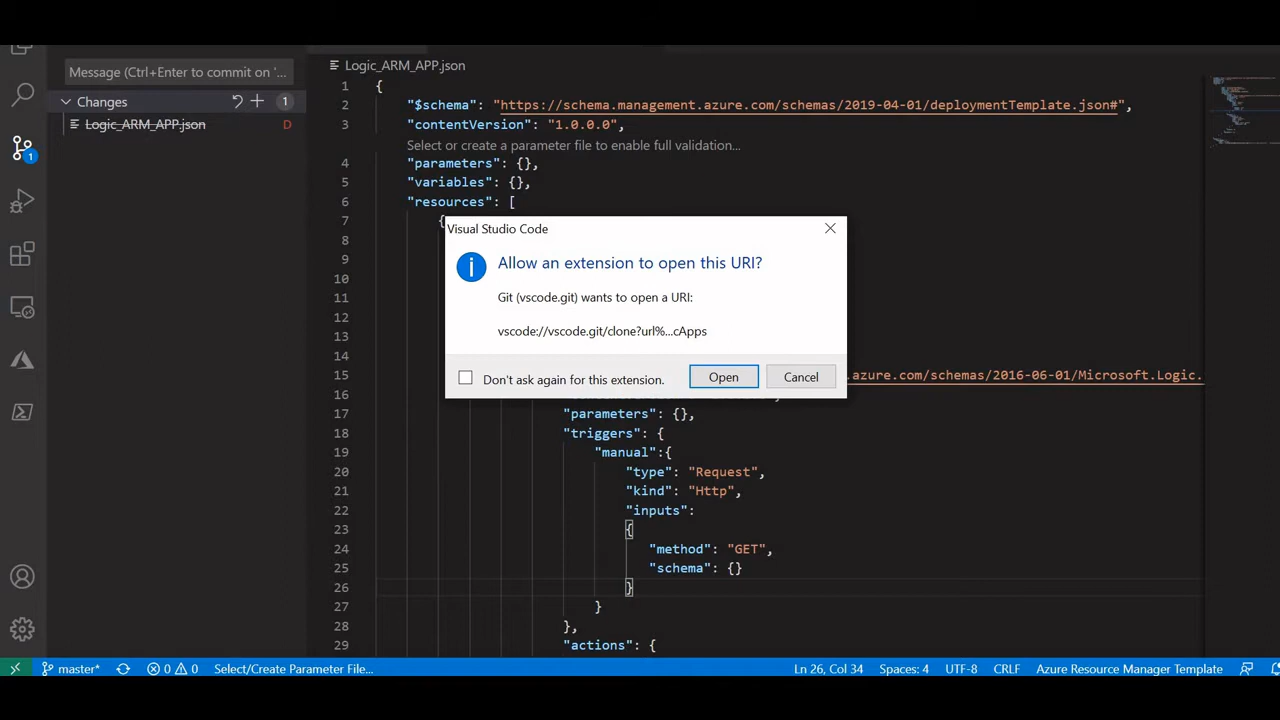 Message (Ctrl+Enter to commit on '...
Changes
1
Logic_ARM_APP.json
D
1
Logic_ARM_APP.json
1 {
2 "$schema": "https://schema.management.azure.com/schemas/2019-04-01/deploymentTemplate.json#",
3 "contentVersion": "1.0.0.0",
Select or create a parameter file to enable full validation...
4 "parameters": {},
5 "variables": {},
6 "resources": [
7 {
8
9
10
11
12
13
14
15 .azure.com/schemas/2016-06-01/Microsoft.Logic.
16
17 "parameters": {},
18 "triggers": {
19 "manual":{
20 "type": "Request",
21 "kind": "Http",
22 "inputs":
23 {
24 "method": "GET",
25 "schema": {}
26 }
27 }
28 },
29 "actions": {
Visual Studio Code
Allow an extension to open this URI?
Git (vscode.git) wants to open a URI:
vscode://vscode.git/clone?url%...cApps
Don't ask again for this extension.
Open
Cancel
master*
0
0
Select/Create Parameter File...
Ln 26, Col 34
Spaces: 4
UTF-8
CRLF
Azure Resource Manager Template